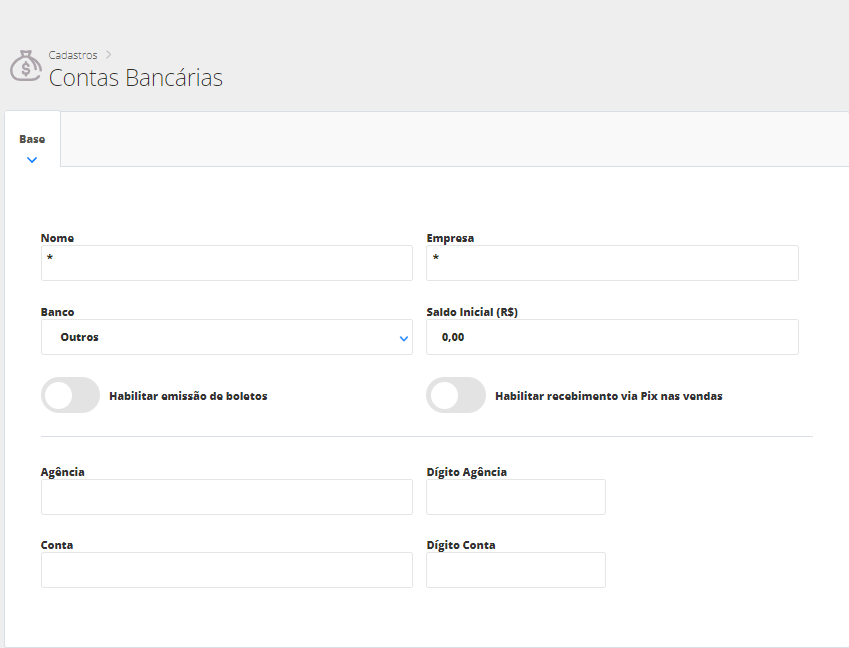 Cadastros
Contas Bancárias
Base
Nome Empresa
* *
Banco Saldo Inicial (R$)
Outros 0,00
Habilitar emissão de boletos Habilitar recebimento via Pix nas vendas
Agência Dígito Agência
Conta Dígito Conta